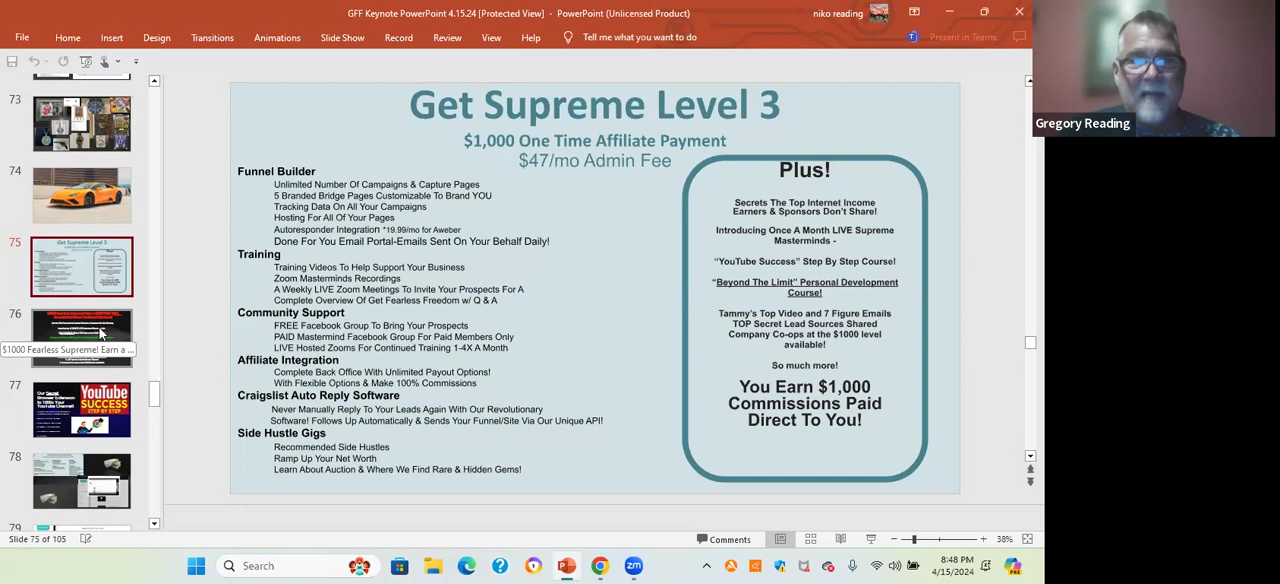 GFF Keynote PowerPoint 4.15.24 [Protected View] - PowerPoint (Unlicensed Product)
niko reading
File Home Insert Design Transitions Animations Slide Show Record Review View Help Tell me what you want to do
Present in Teams
Gregory Reading
73
74
75
Get Supreme Level 3
76
$1000 Fearless Supreme! Earn a ...
77
YouTube
SUCCESS
STEP BY STEP
78
79
Get Supreme Level 3
$1,000 One Time Affiliate Payment
$47/mo Admin Fee
Funnel Builder
Unlimited Number Of Campaigns & Capture Pages
5 Branded Bridge Pages Customizable To Brand YOU
Tracking Data On All Your Campaigns
Hosting For All Of Your Pages
Autoresponder Integration *19.99/mo for Aweber
Done For You Email Portal-Emails Sent On Your Behalf Daily!
Training
Training Videos To Help Support Your Business
Zoom Masterminds Recordings
A Weekly LIVE Zoom Meetings To Invite Your Prospects For A
Complete Overview Of Get Fearless Freedom w/ Q & A
Community Support
FREE Facebook Group To Bring Your Prospects
PAID Mastermind Facebook Group For Paid Members Only
LIVE Hosted Zooms For Continued Training 1-4X A Month
Affiliate Integration
Complete Back Office With Unlimited Payout Options!
With Flexible Options & Make 100% Commissions
Craigslist Auto Reply Software
Never Manually Reply To Your Leads Again With Our Revolutionary
Software! Follows Up Automatically & Sends Your Funnel/Site Via Our Unique API!
Side Hustle Gigs
Recommended Side Hustles
Ramp Up Your Net Worth
Learn About Auction & Where We Find Rare & Hidden Gems!
Plus!
Secrets The Top Internet Income
Earners & Sponsors Don't Share!
Introducing Once A Month LIVE Supreme
Masterminds -
"YouTube Success" Step By Step Course!
"Beyond The Limit" Personal Development
Course!
Tammy's Top Video and 7 Figure Emails
TOP Secret Lead Sources Shared
Company Co-ops at the $1000 level
available!
So much more!
You Earn $1,000
Commissions Paid
Direct To You!
Slide 75 of 105
Comments
38%
Search
8:48 PM
4/15/2024